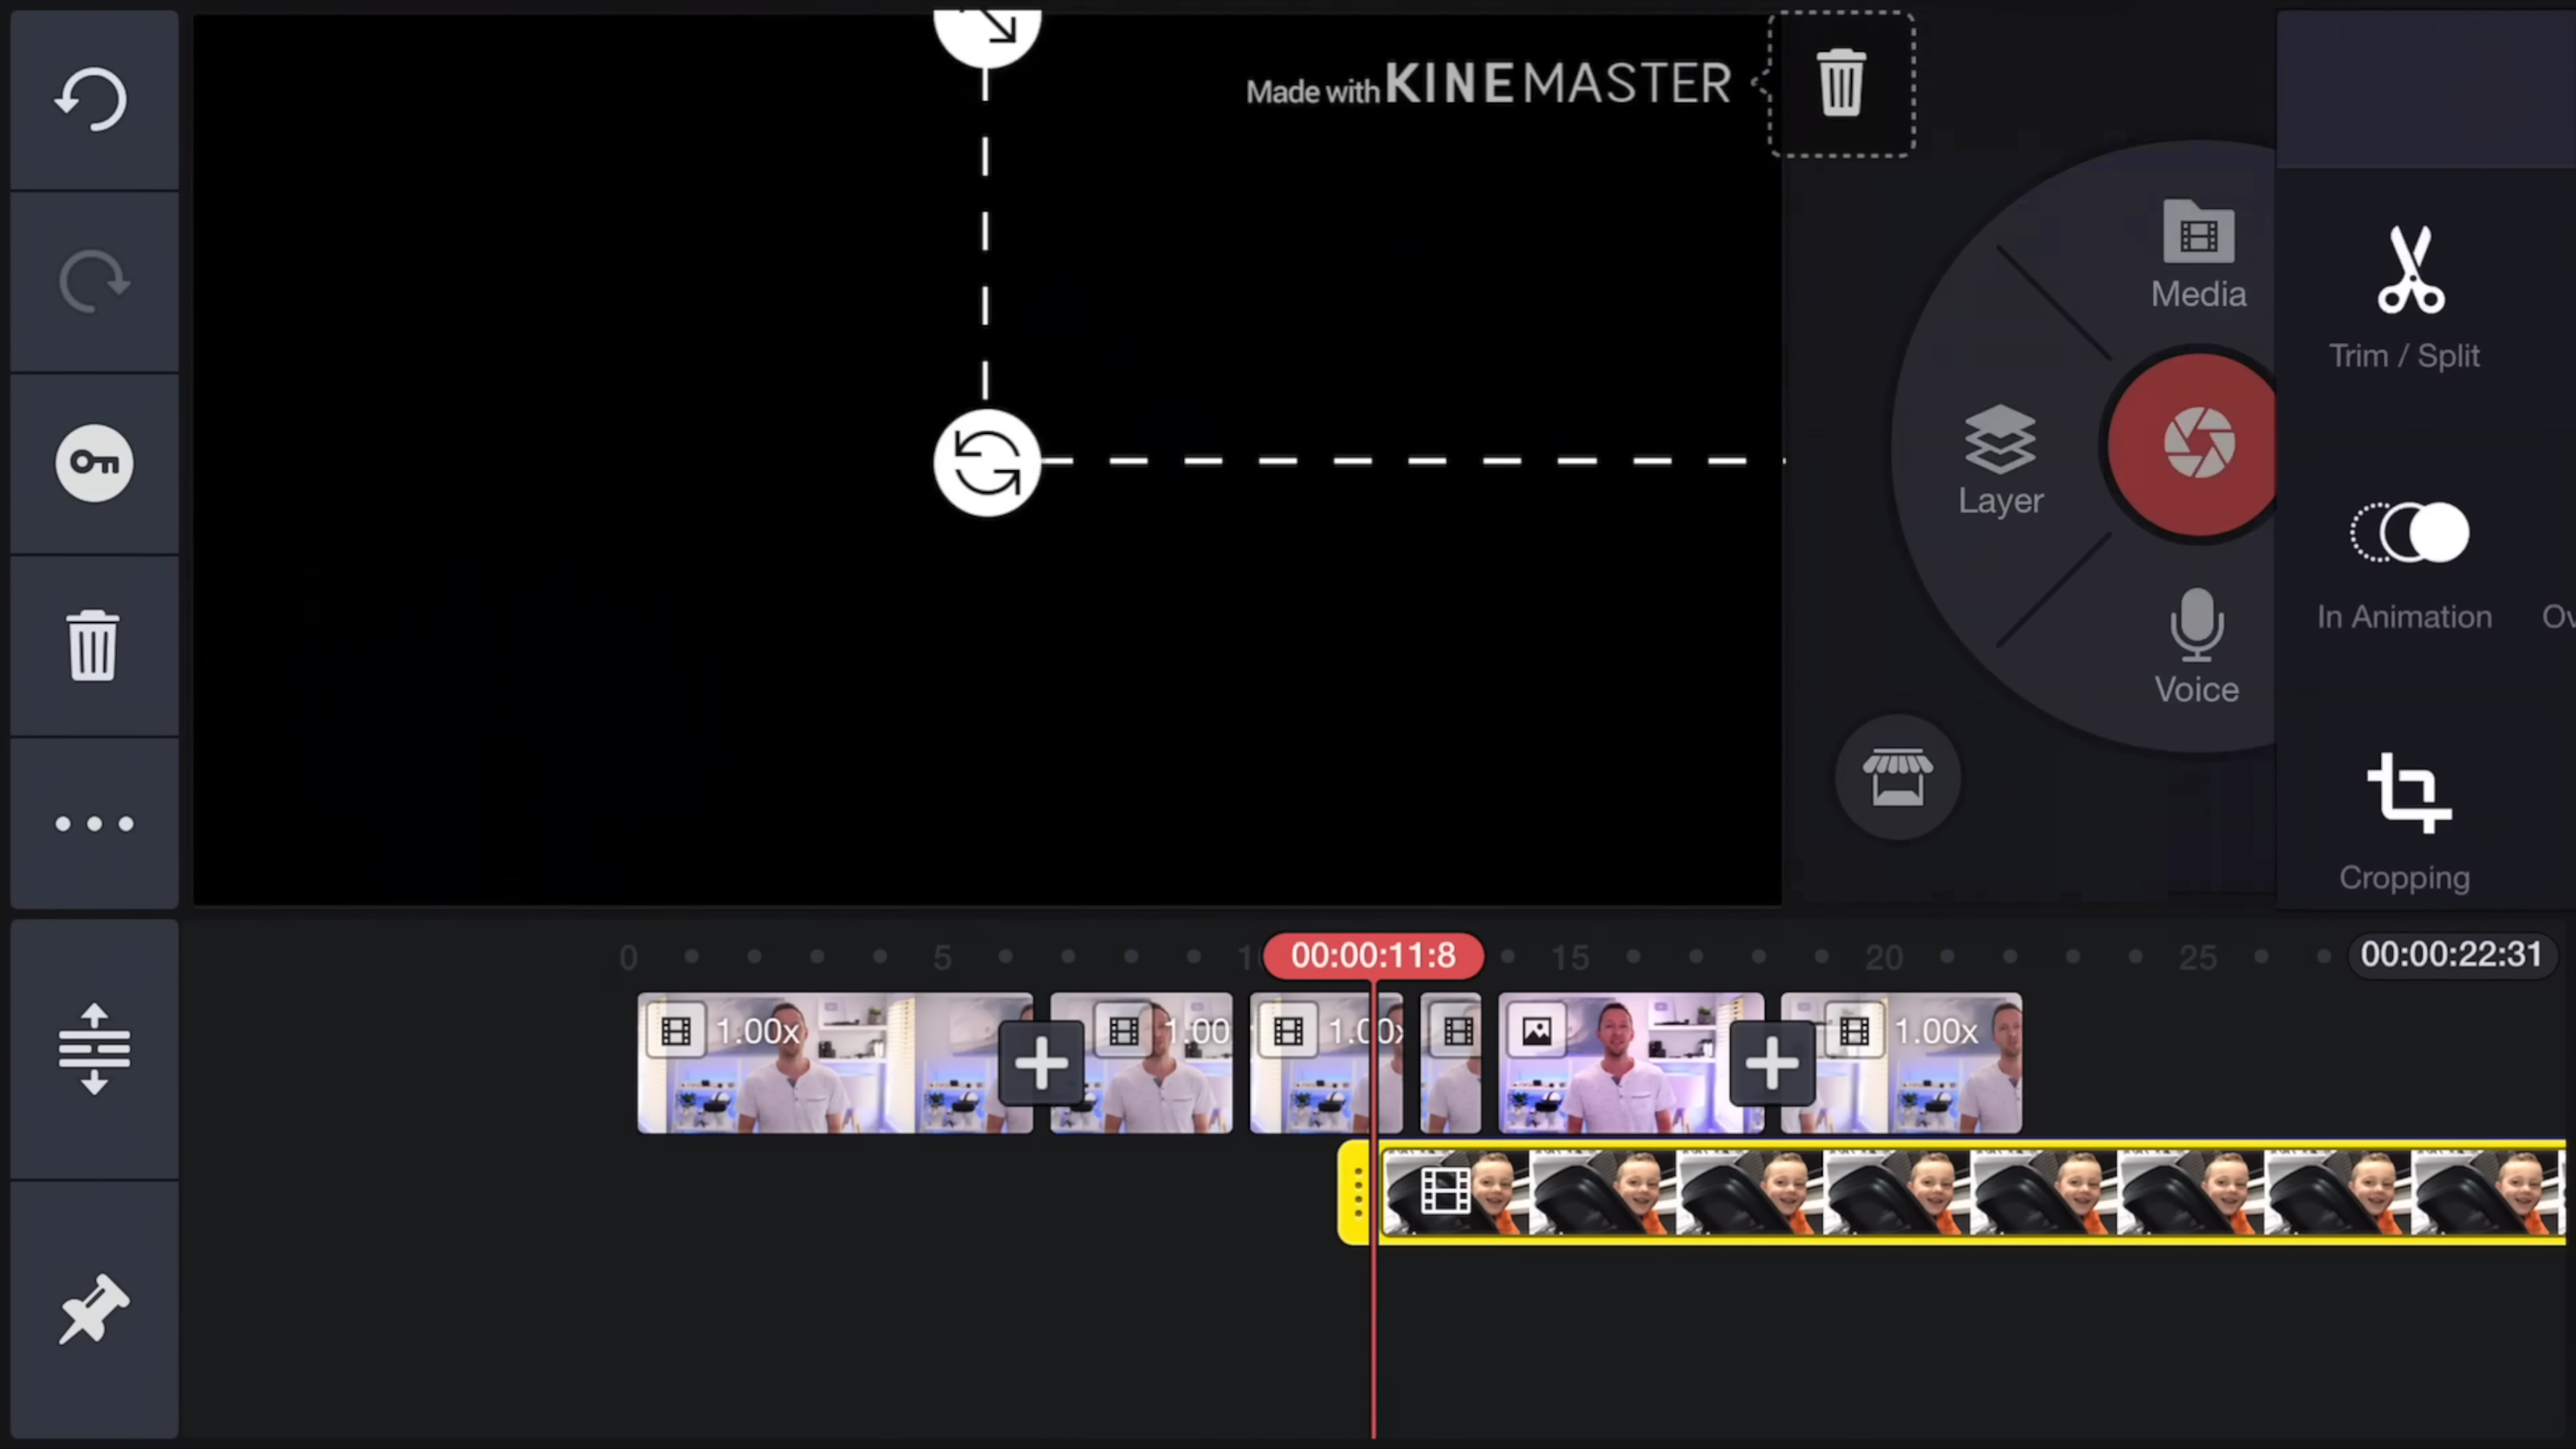 Made with KINEMASTER
Media
Layer
Voice
Trim / Split
In Animation
Ov
Cropping
0
5
00:00:11:8
15
20
25
00:00:22:31
1.00x
1.00
1.00x
1.00x